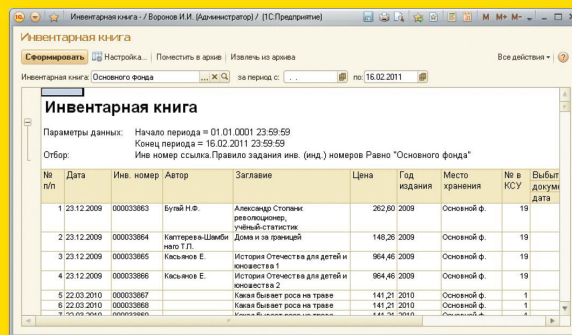 Инвентарная книга - / Воронов И.И. (Администратор) / (1С:Предприятие) M M+ M-
Инвентарная книга
Сформировать Настройка... Поместить в архив Извлечь из архива Все действия
Инвентарная книга: Основного фонда ... x за период с: . . по: 16.02.2011
Инвентарная книга
Параметры данных: Начало периода = 01.01.0001 23:59:59
Конец периода = 16.02.2011 23:59:59
Отбор: Инв номер ссылка.Правило задания инв. (инд.) номеров Равно "Основного фонда"
№ п/п Дата Инв. номер Автор Заглавие Цена Год издания Место хранения № в КСУ Выбыт докуме дата
1 23.12.2009 000033863 Бугай Н.Ф. Александр Стопани: 262,60 2009 Основной ф. 19
революционер,
учёный-статистик
2 23.12.2009 000033864 Каптерева-Шамби Дома и за границей 148,26 2009 Основной ф. 19
наго Т.П.
3 23.12.2009 000033865 Касьянов Е. История Отечества для детей и 964,46 2009 Основной ф. 19
юношества 1
4 23.12.2009 000033866 Касьянов Е. История Отечества для детей и 964,46 2009 Основной ф. 19
юношества 2
5 22.03.2010 000033867 Какая бывает роса на траве 141,21 2010 Основной ф. 1
6 22.03.2010 000033868 Какая бывает роса на траве 141,21 2010 Основной ф. 1